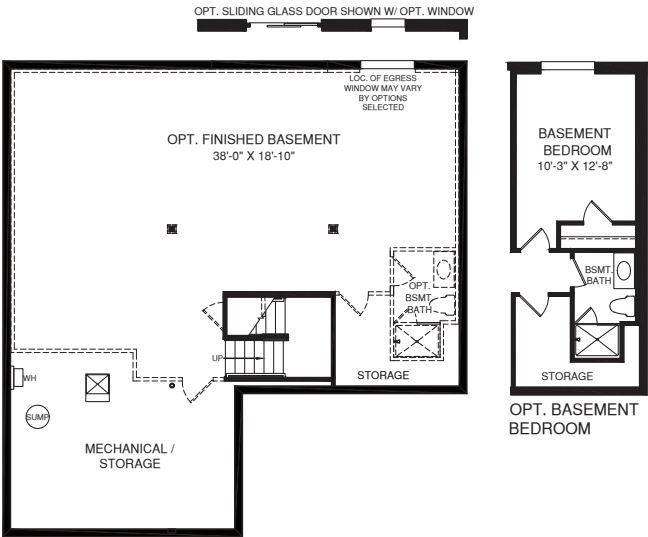 OPT. SLIDING GLASS DOOR SHOWN W/ OPT. WINDOW
LOC. OF EGRESS
WINDOW MAY VARY
BY OPTIONS
SELECTED
OPT. FINISHED BASEMENT
38'-0" X 18'-10"
OPT.
BSMT.
BATH
UP
STORAGE
WH
SUMP
MECHANICAL /
STORAGE
BASEMENT
BEDROOM
10'-3" X 12'-8"
BSMT.
BATH
STORAGE
OPT. BASEMENT
BEDROOM